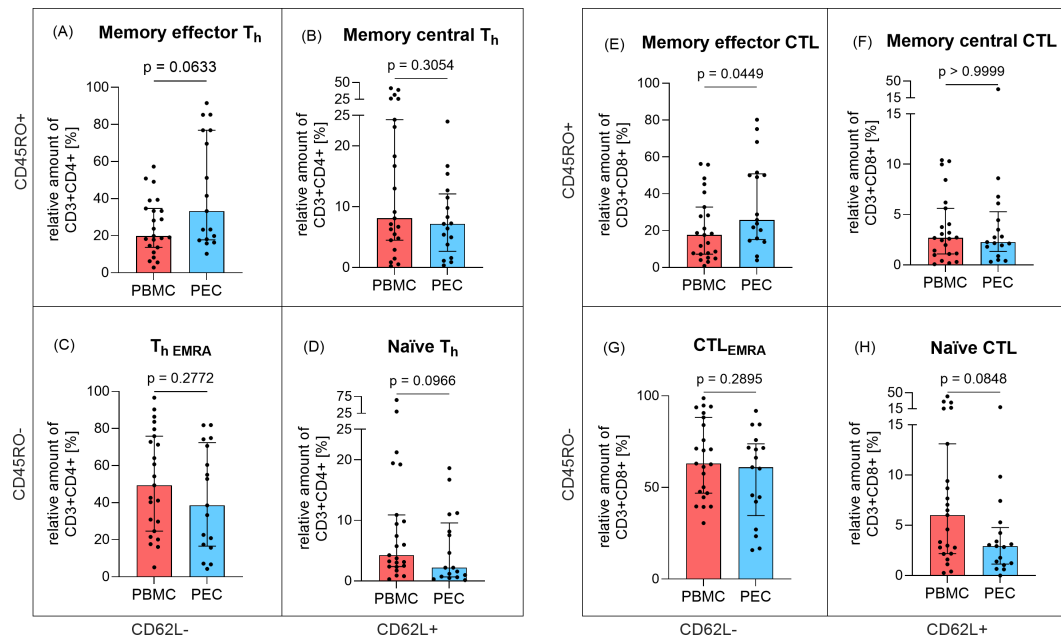 (A) Memory effector Th
p = 0.0633
CD45RO+
relative amount of
CD3+CD4+ [%]
100
80
60
40
20
0
PBMC PEC
(B) Memory central Th
p = 0.3054
relative amount of
CD3+CD4+ [%]
50
25
25
20
15
10
5
0
PBMC PEC
(C) Th EMRA
p = 0.2772
CD45RO-
relative amount of
CD3+CD4+ [%]
100
80
60
40
20
0
PBMC PEC
CD62L-
(D) Naïve Th
p = 0.0966
relative amount of
CD3+CD4+ [%]
75
50
25
25
20
10
0
PBMC PEC
CD62L+
(E) Memory effector CTL
p = 0.0449
CD45RO+
relative amount of
CD3+CD8+ [%]
100
80
60
40
20
0
PBMC PEC
(F) Memory central CTL
p > 0.9999
relative amount of
CD3+CD8+ [%]
50
15
15
10
5
0
PBMC PEC
(G) CTLEMRA
p = 0.2895
CD45RO-
relative amount of
CD3+CD8+ [%]
100
50
0
PBMC PEC
CD62L-
(H) Naïve CTL
p = 0.0848
relative amount of
CD3+CD8+ [%]
50
15
15
10
5
0
PBMC PEC
CD62L+